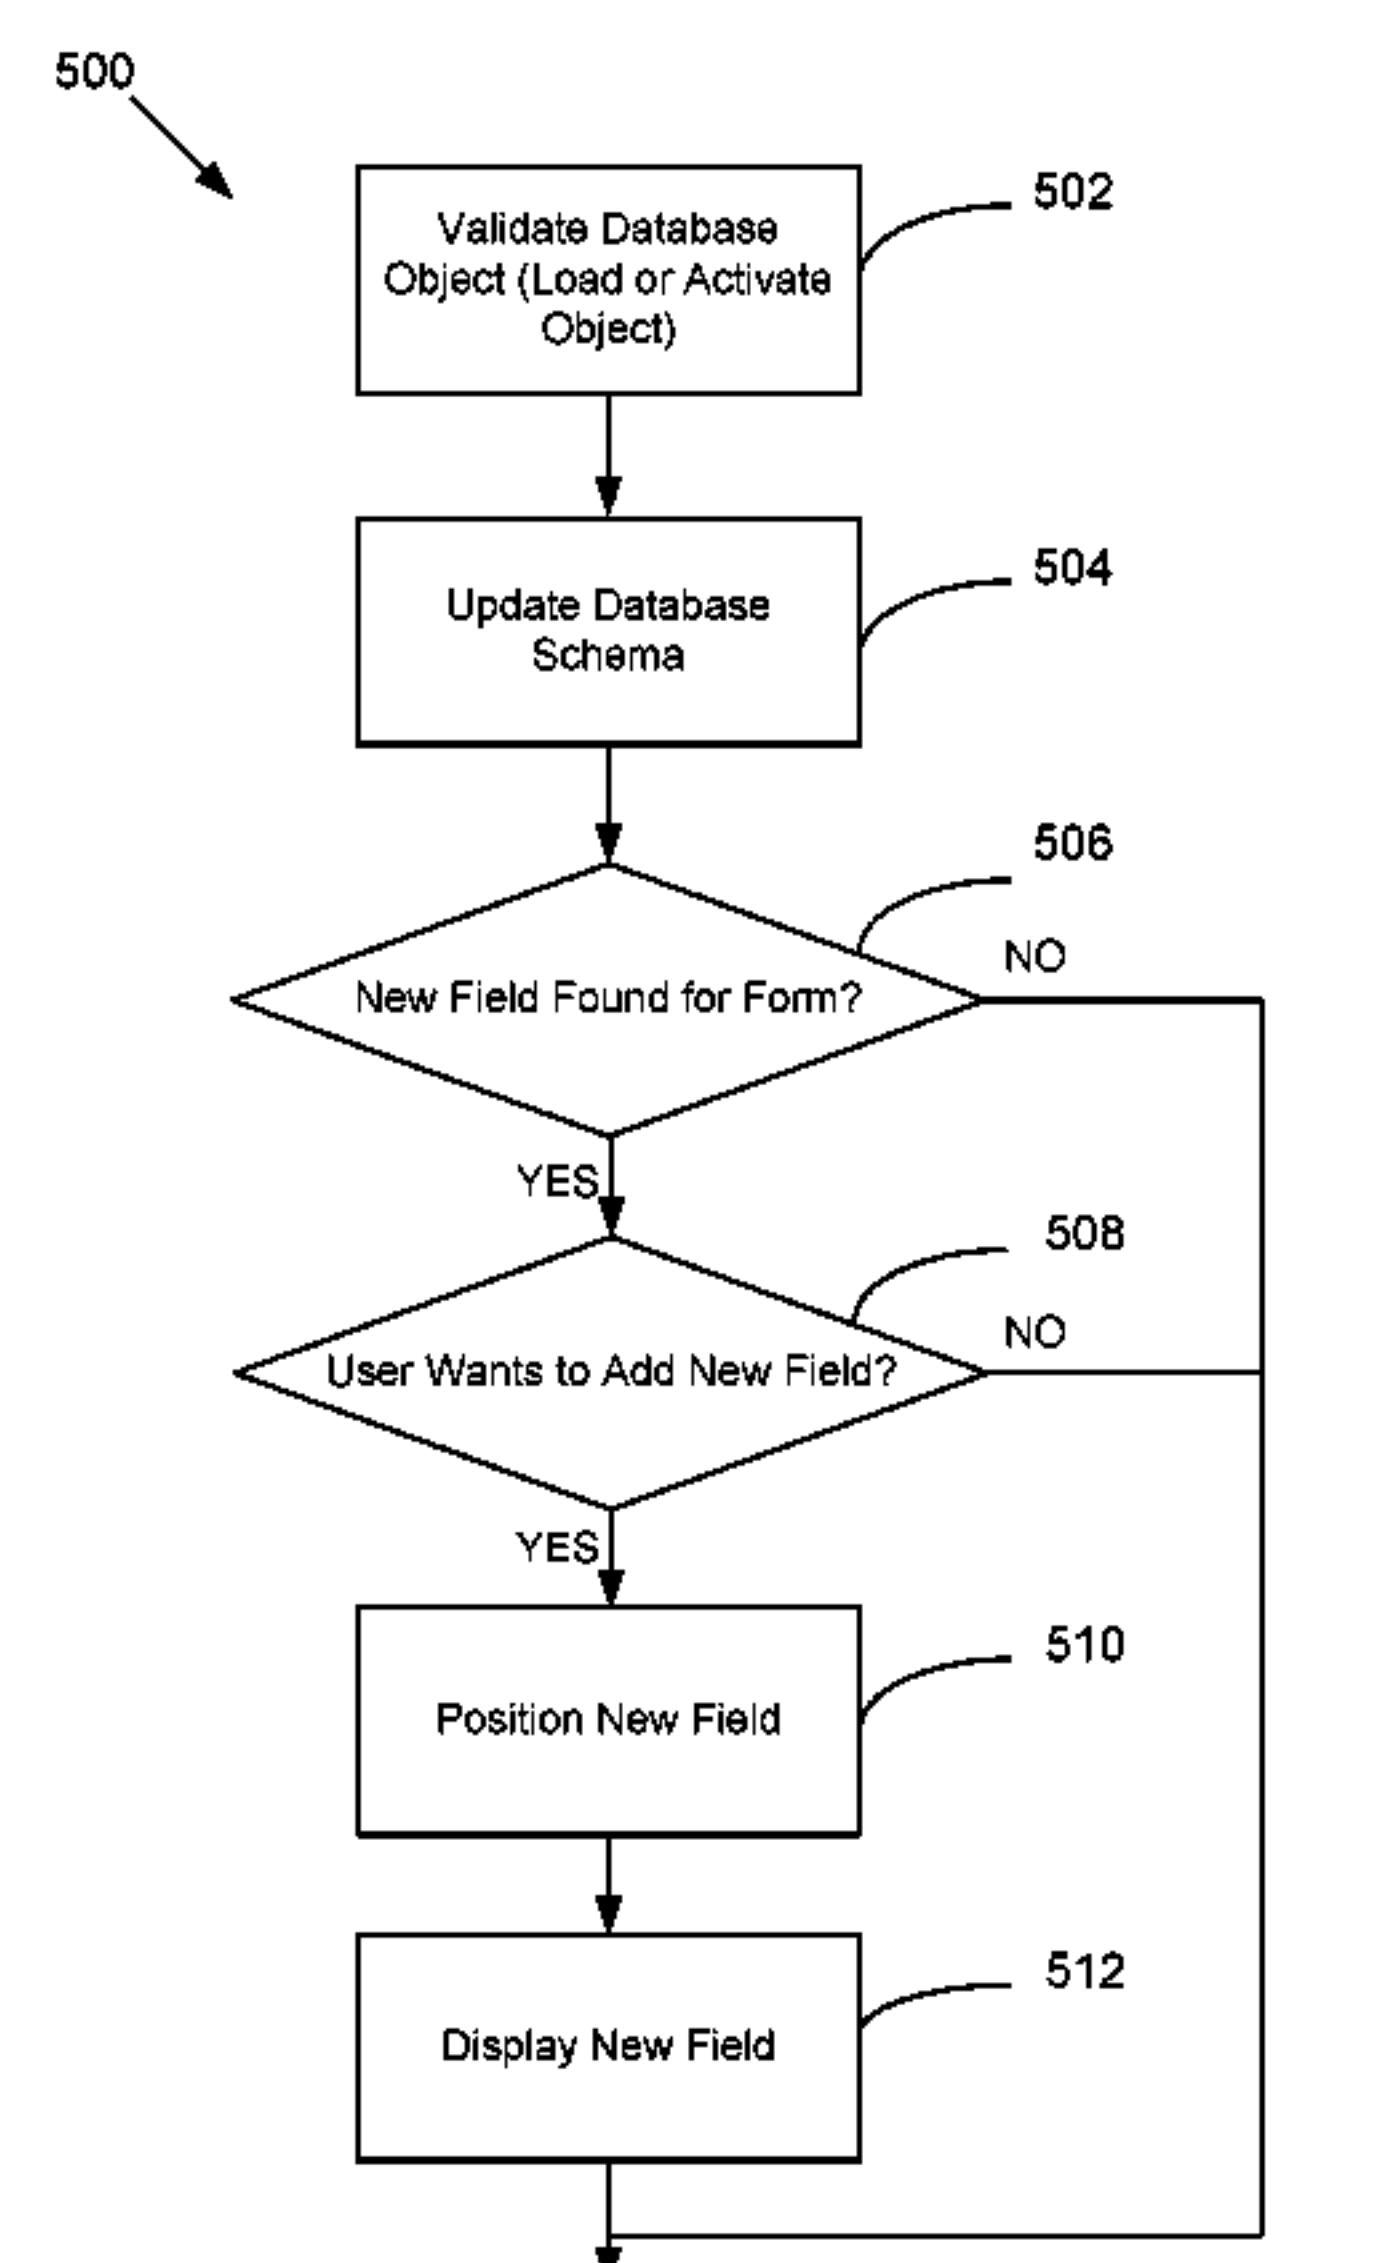 500
502
Validate Database
Object (Load or Activate
Object)
504
Update Database
Schema
506
NO
New Field Found for Form?
YES
508
NO
User Wants to Add New Field?
YES
510
Position New Field
512
Display New Field